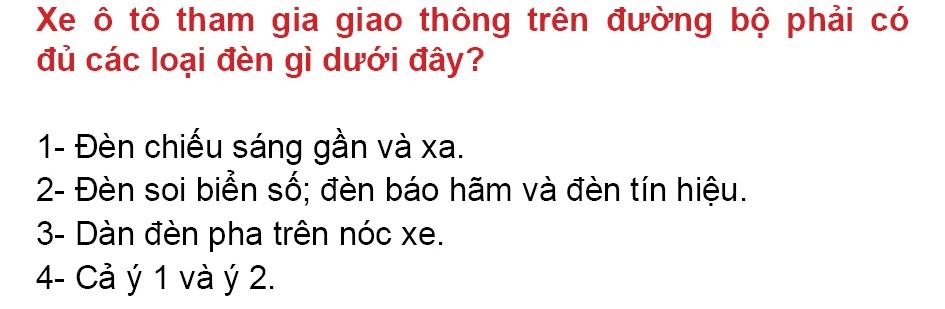 Xe ô tô tham gia giao thông trên đường bộ phải có
đủ các loại đèn gì dưới đây?
1- Đèn chiếu sáng gần và xa.
2- Đèn soi biển số; đèn báo hãm và đèn tín hiệu.
3- Dàn đèn pha trên nóc xe.
4- Cả ý 1 và ý 2.